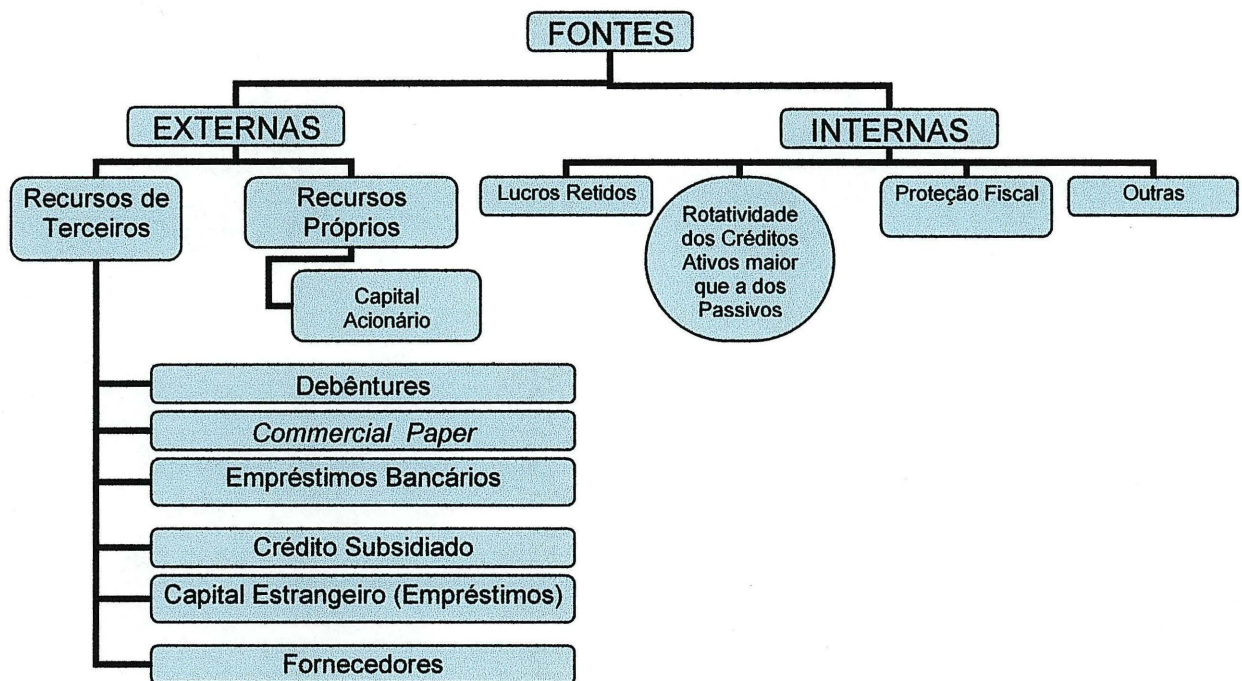 FONTES
EXTERNAS
INTERNAS
Recursos de
Terceiros
Recursos
Próprios
Capital
Acionário
Lucros Retidos
Rotatividade
dos Créditos
Ativos maior
que a dos
Passivos
Proteção Fiscal
Outras
Debêntures
Commercial Paper
Empréstimos Bancários
Crédito Subsidiado
Capital Estrangeiro (Empréstimos)
Fornecedores